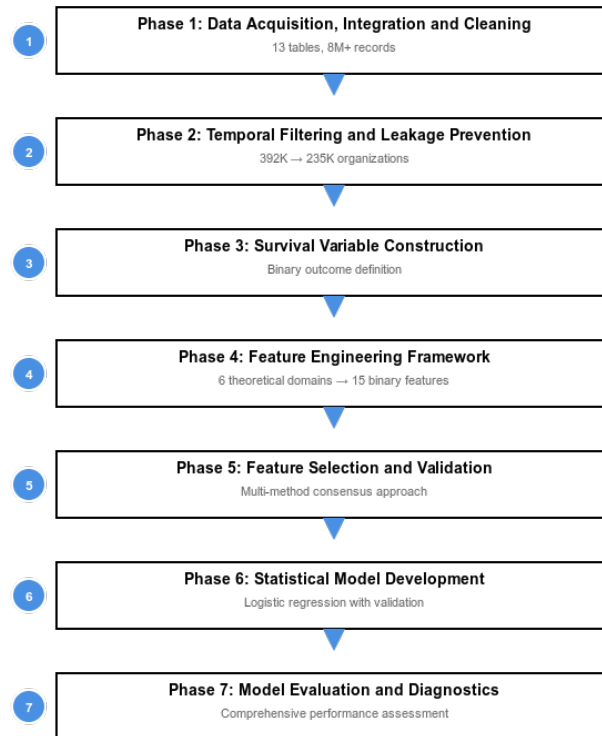 1
Phase 1: Data Acquisition, Integration and Cleaning
13 tables, 8M+ records
2
Phase 2: Temporal Filtering and Leakage Prevention
392K → 235K organizations
3
Phase 3: Survival Variable Construction
Binary outcome definition
4
Phase 4: Feature Engineering Framework
6 theoretical domains → 15 binary features
5
Phase 5: Feature Selection and Validation
Multi-method consensus approach
6
Phase 6: Statistical Model Development
Logistic regression with validation
7
Phase 7: Model Evaluation and Diagnostics
Comprehensive performance assessment